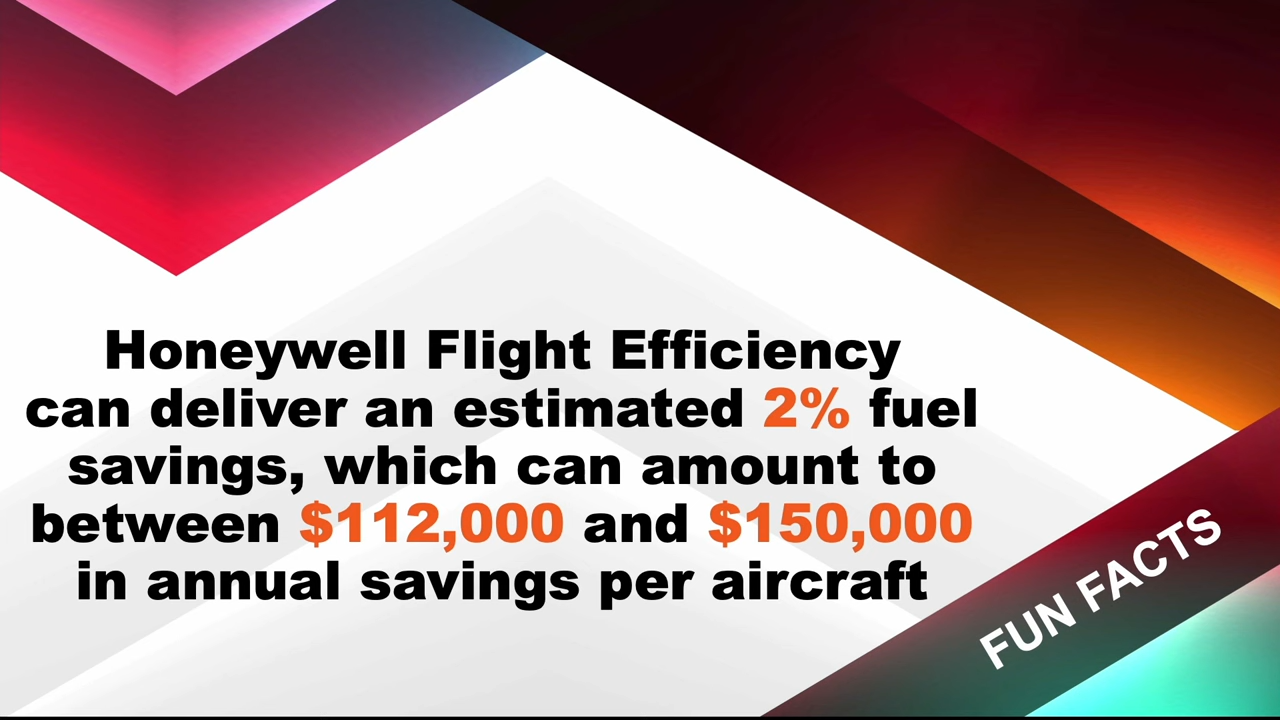 Honeywell Flight Efficiency
can deliver an estimated 2% fuel
savings, which can amount to
between $112,000 and $150,000
in annual savings per aircraft
FUN FACTS